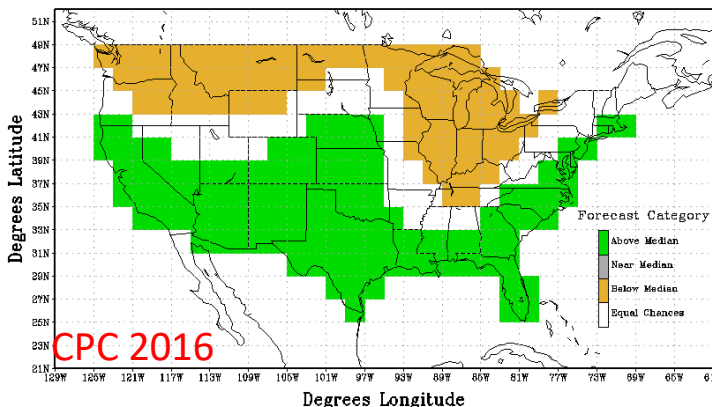 Degrees Latitude
51N
49N
47N
45N
43N
41N
39N
37N
35N
33N
31N
29N
27N
25N
23N
21N
Forecast Category
Above Median
Near Median
Below Median
Equal Chances
CPC 2016
129W 125W 121W 117W 113W 109W 105W 101W 97W 93W 89W 85W 81W 77W 73W 69W 65W 61
Degrees Longitude